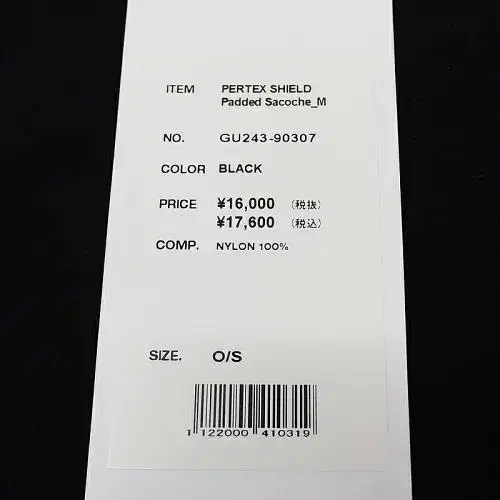 ITEM PERTEX SHIELD
Padded Sacoche_M
NO. GU243-90307
COLOR BLACK
PRICE ¥16,000 (税抜)
¥17,600 (税込)
COMP. NYLON 100%
SIZE. O/S
1 122000 410319